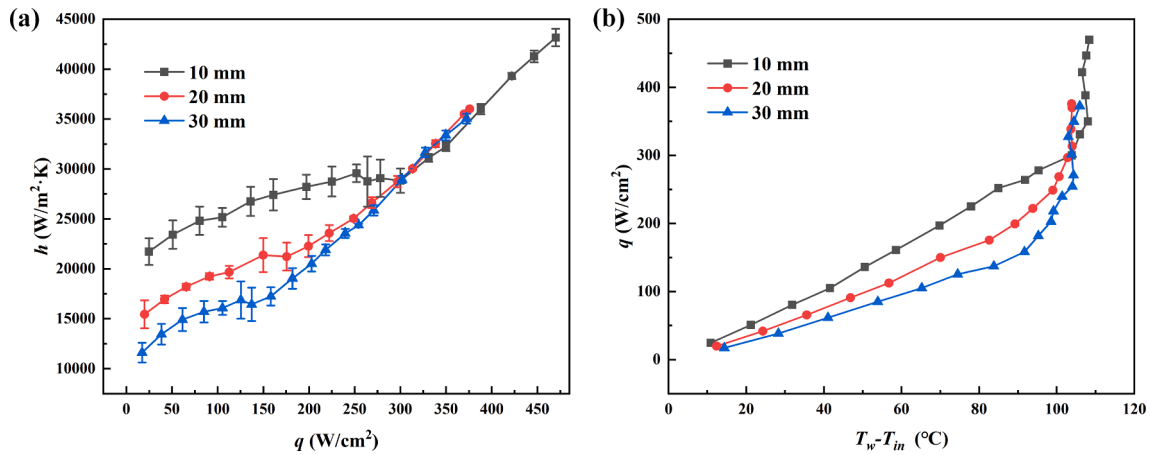 (a)
45000
40000
35000
30000
25000
20000
15000
10000
h (W/m²·K)
10 mm
20 mm
30 mm
0 50 100 150 200 250 300 350 400 450
q (W/cm²)
(b)
500
400
300
200
100
0
q (W/cm²)
10 mm
20 mm
30 mm
0 20 40 60 80 100 120
T_w-T_in (°C)